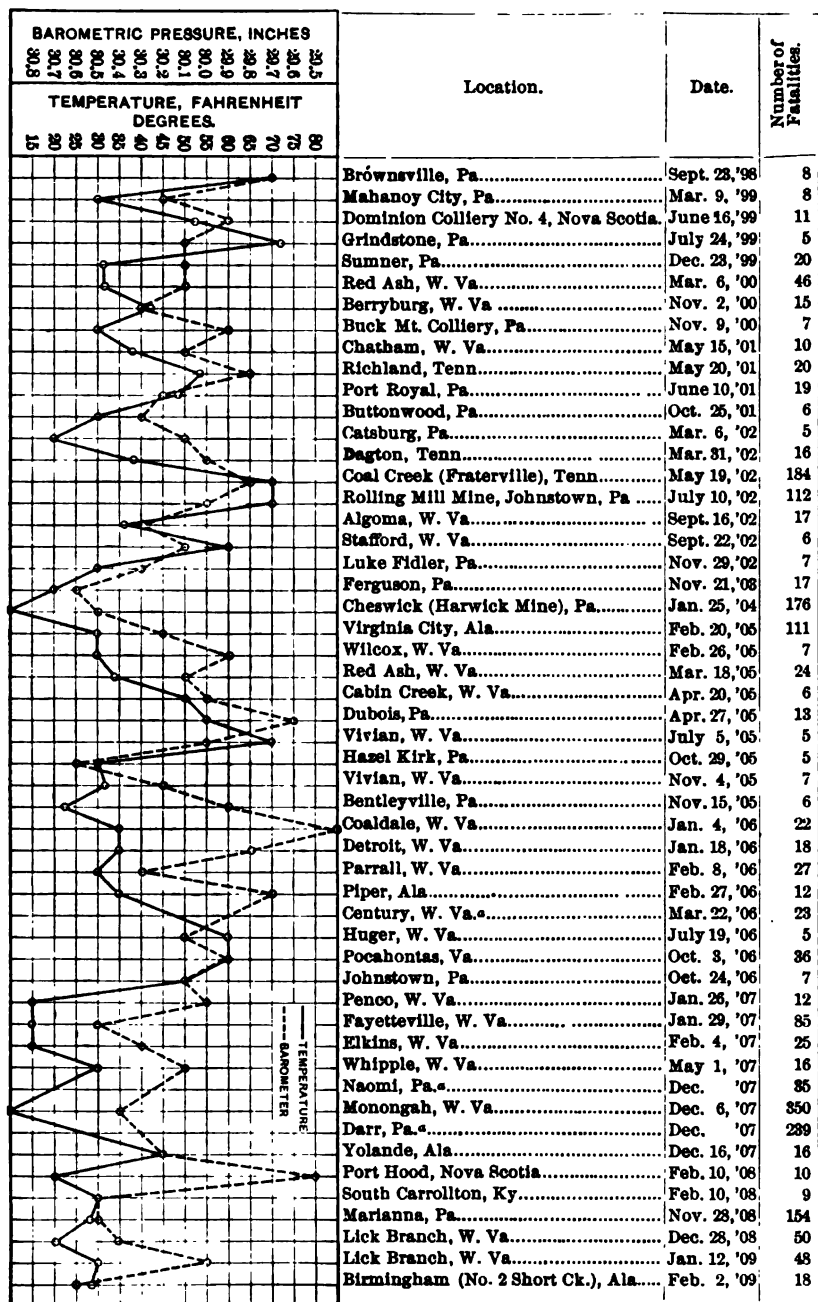 BAROMETRIC PRESSURE, INCHES
30.8 30.7 30.6 30.5 30.4 30.3 30.2 30.1 30.0 29.9 29.8 29.7 29.6 29.5
TEMPERATURE, FAHRENHEIT
DEGREES.
15 20 25 30 35 40 45 50 55 60 65 70 75 80
Location. Date. Number of Fatalities.
Brownsville, Pa. Sept. 23, '98 8
Mahanoy City, Pa. Mar. 9, '99 8
Dominion Colliery No. 4, Nova Scotia. June 16, '99 11
Grindstone, Pa. July 24, '99 5
Sumner, Pa. Dec. 23, '99 20
Red Ash, W. Va. Mar. 6, '00 46
Berryburg, W. Va Nov. 2, '00 15
Buck Mt. Colliery, Pa. Nov. 9, '00 7
Chatham, W. Va. May 15, '01 10
Richland, Tenn May 20, '01 20
Port Royal, Pa. June 10, '01 19
Buttonwood, Pa. Oct. 25, '01 6
Catsburg, Pa. Mar. 6, '02 5
Dagton, Tenn Mar. 31, '02 16
Coal Creek (Fraterville), Tenn. May 19, '02 184
Rolling Mill Mine, Johnstown, Pa July 10, '02 112
Algoma, W. Va Sept. 16, '02 17
Stafford, W. Va Sept. 22, '02 6
Luke Fidler, Pa. Nov. 29, '02 7
Ferguson, Pa. Nov. 21, '03 17
Cheswick (Harwick Mine), Pa. Jan. 25, '04 176
Virginia City, Ala Feb. 20, '05 111
Wilcox, W. Va. Feb. 26, '05 7
Red Ash, W. Va Mar. 18, '05 24
Cabin Creek, W. Va Apr. 20, '05 6
Dubois, Pa. Apr. 27, '05 13
Vivian, W. Va. July 5, '05 5
Hazel Kirk, Pa. Oct. 29, '05 5
Vivian, W. Va. Nov. 4, '05 7
Bentleyville, Pa. Nov. 15, '05 6
Coaldale, W. Va. Jan. 4, '06 22
Detroit, W. Va. Jan. 18, '06 18
Parrall, W. Va. Feb. 8, '06 27
Piper, Ala Feb. 27, '06 12
Century, W. Va.a Mar. 22, '06 23
Huger, W. Va. July 19, '06 5
Pocahontas, Va. Oct. 3, '06 36
Johnstown, Pa. Oct. 24, '06 7
Penco, W. Va. Jan. 26, '07 12
Fayetteville, W. Va. Jan. 29, '07 85
Elkins, W. Va. Feb. 4, '07 25
Whipple, W. Va. May 1, '07 16
Naomi, Pa.a Dec. '07 35
Monongah, W. Va. Dec. 6, '07 350
Darr, Pa.a Dec. '07 239
Yolande, Ala Dec. 16, '07 16
Port Hood, Nova Scotia Feb. 10, '08 10
South Carrollton, Ky Feb. 10, '08 9
Marianna, Pa. Nov. 28, '08 154
Lick Branch, W. Va Dec. 28, '08 50
Lick Branch, W. Va Jan. 12, '09 48
Birmingham (No. 2 Short Ck.), Ala. Feb. 2, '09 18
TEMPERATURE
BAROMETER